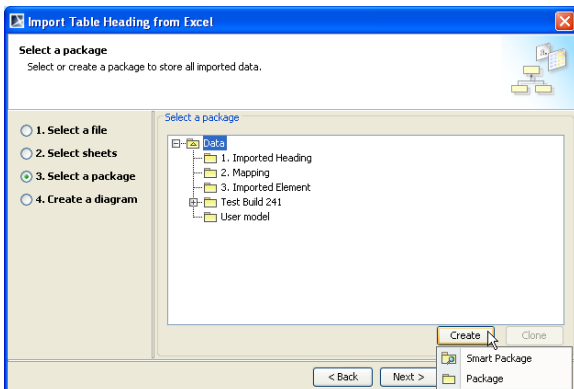 Import Table Heading from Excel
Select a package
Select or create a package to store all imported data.
1. Select a file
2. Select sheets
3. Select a package
4. Create a diagram
Select a package
Data
1. Imported Heading
2. Mapping
3. Imported Element
Test Build 241
User model
Create
Clone
Smart Package
Package
< Back
Next >